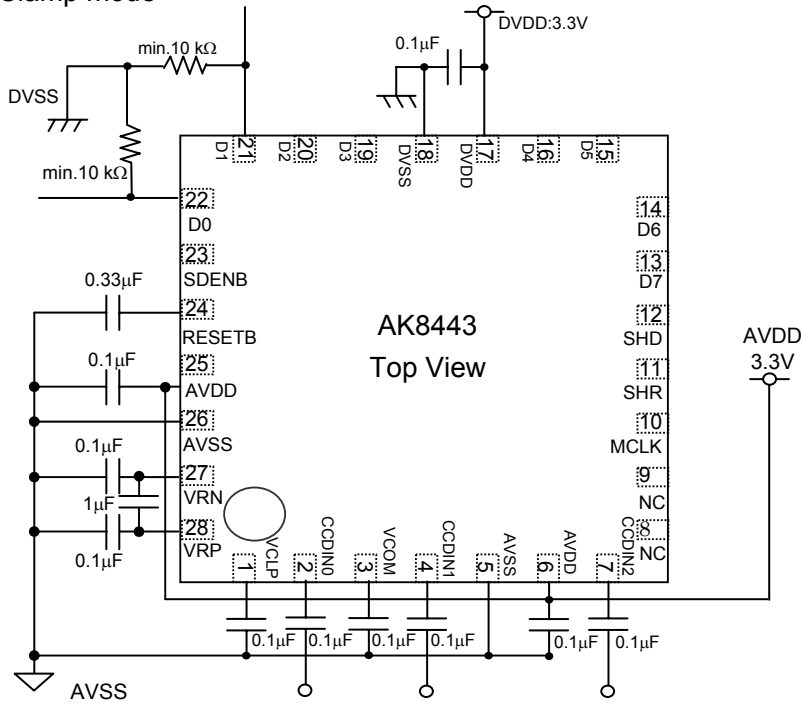 Clamp Mode
DVDD:3.3V
0.1μF
min.10 kΩ
DVSS
min.10 kΩ
21
20
19
18
17
16
15
D1
D2
D3
DVSS
DVDD
D4
D5
22
D0
14
D6
23
SDENB
13
D7
0.33μF
24
RESETB
12
SHD
AK8443
Top View
AVDD
3.3V
0.1μF
25
AVDD
11
SHR
26
AVSS
10
MCLK
0.1μF
27
VRN
9
NC
1μF
28
VRP
8
NC
0.1μF
VCLP
CCDIN0
VCOM
CCDIN1
AVSS
AVDD
CCDIN2
1
2
3
4
5
6
7
0.1μF
0.1μF
0.1μF
0.1μF
0.1μF
0.1μF
AVSS